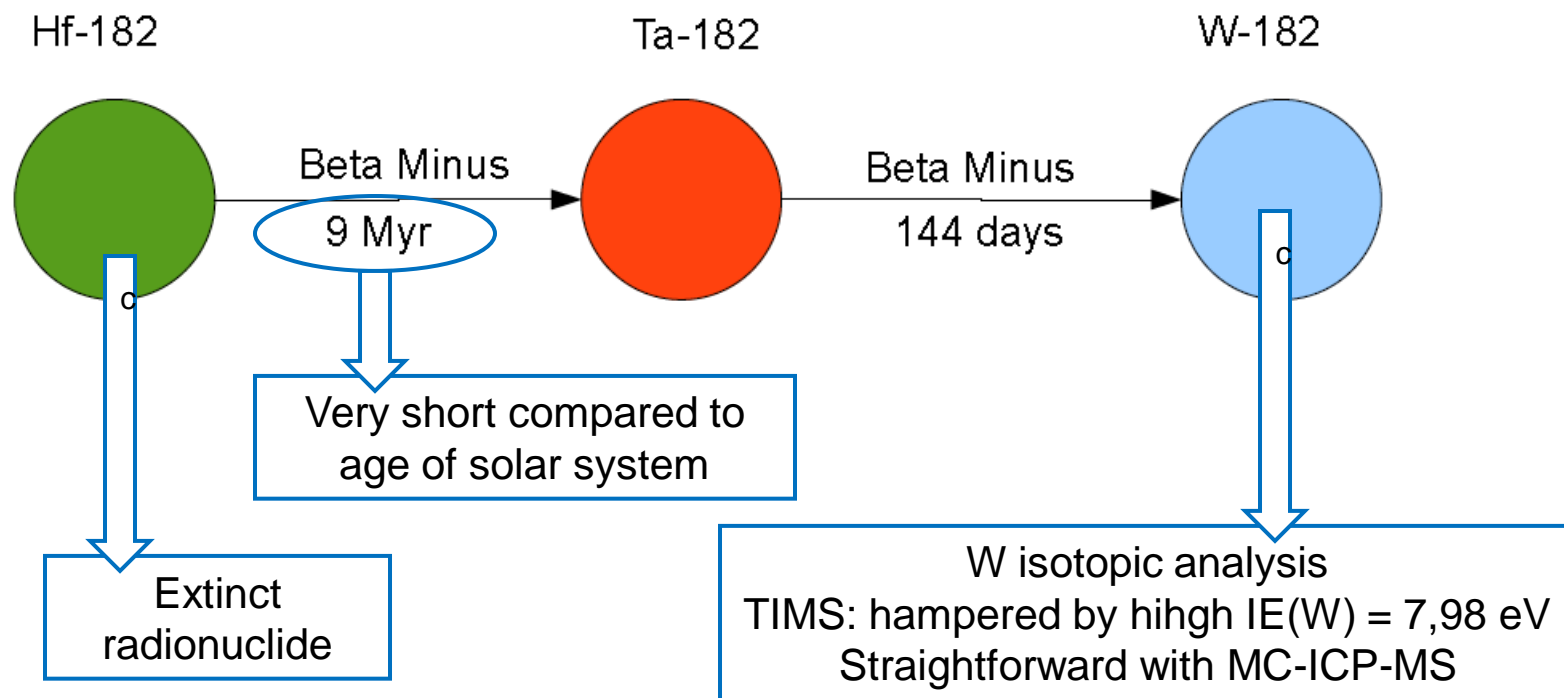 Hf-182
Ta-182
W-182
Beta Minus
9 Myr
Beta Minus
144 days
c
c
Very short compared to
age of solar system
Extinct
radionuclide
W isotopic analysis
TIMS: hampered by hihgh IE(W) = 7,98 eV
Straightforward with MC-ICP-MS